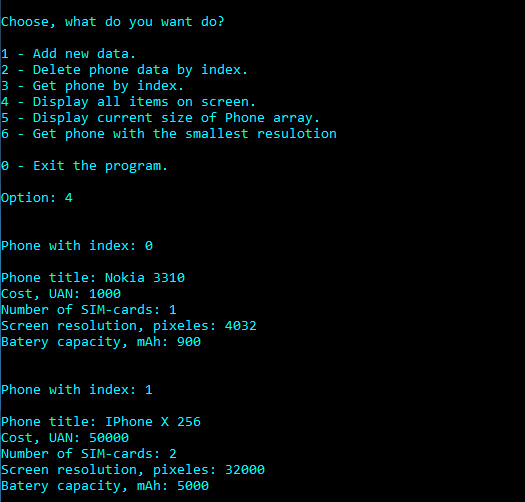 Choose, what do you want do?
1 - Add new data.
2 - Delete phone data by index.
3 - Get phone by index.
4 - Display all items on screen.
5 - Display current size of Phone array.
6 - Get phone with the smallest resulotion
0 - Exit the program.
Option: 4
Phone with index: 0
Phone title: Nokia 3310
Cost, UAN: 1000
Number of SIM-cards: 1
Screen resolution, pixeles: 4032
Batery capacity, mAh: 900
Phone with index: 1
Phone title: IPhone X 256
Cost, UAN: 50000
Number of SIM-cards: 2
Screen resolution, pixeles: 32000
Batery capacity, mAh: 5000